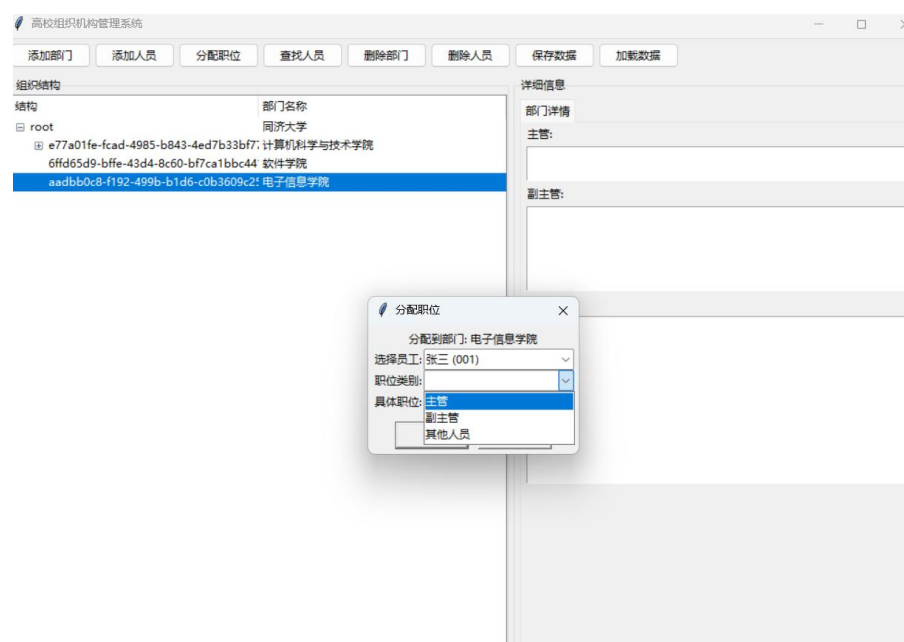 高校组织机构管理系统
添加部门 添加人员 分配职位 查找人员 删除部门 删除人员 保存数据 加载数据
组织结构
结构 部门名称
root 同济大学
e77a01fe-fcad-4985-b843-4ed7b33bf7 计算机科学与技术学院
6ffd65d9-bffe-43d4-8c60-bf7ca1bbc44 软件学院
aadbb0c8-f192-499b-b1d6-c0b3609c2 电子信息学院
详细信息
部门详情
主管:
副主管:
分配职位
分配到部门: 电子信息学院
选择员工: 张三 (001)
职位类别:
具体职位: 主管
副主管
其他人员